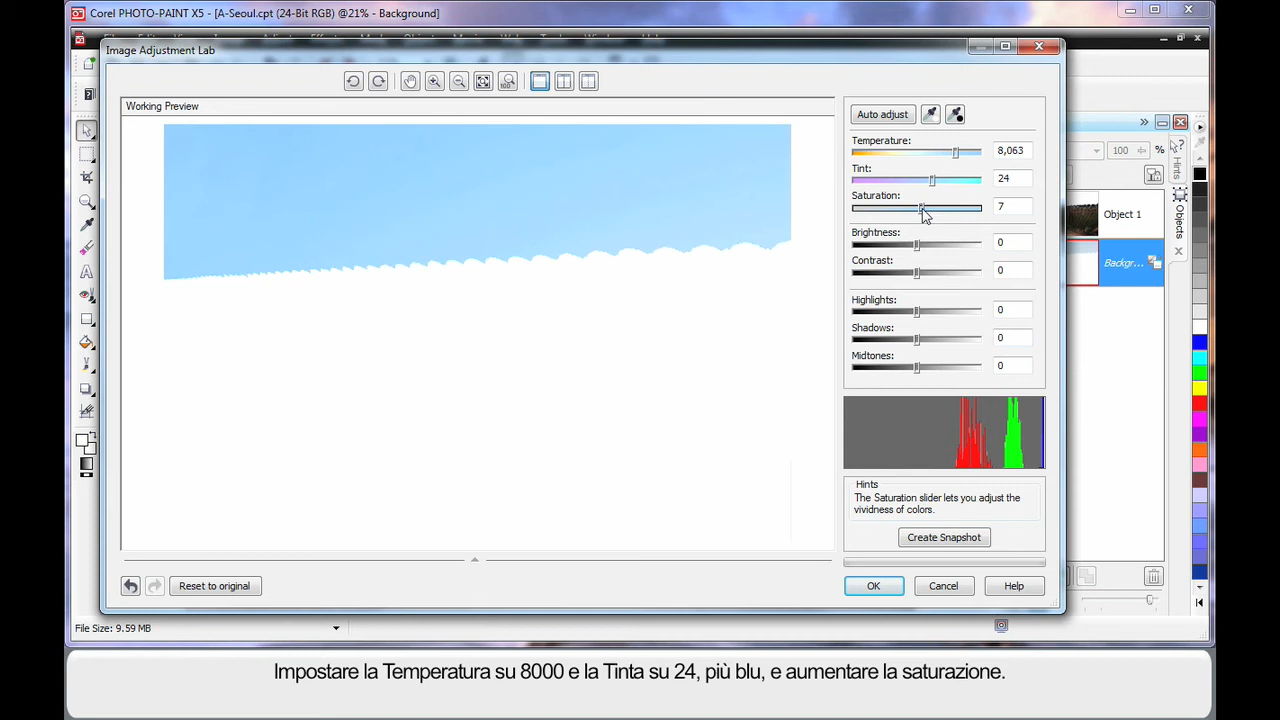 Corel PHOTO-PAINT X5 - [A-Seoul.cpt (24-Bit RGB) @21% - Background]
Image Adjustment Lab
Working Preview
Auto adjust
Temperature:
8,063
Tint:
24
Saturation:
7
Brightness:
0
Contrast:
0
Highlights:
0
Shadows:
0
Midtones:
0
Hints
The Saturation slider lets you adjust the
vividness of colors.
Create Snapshot
Reset to original
OK
Cancel
Help
100
%
Object 1
Backgr...
Hints
Objects
File Size: 9.59 MB
Impostare la Temperatura su 8000 e la Tinta su 24, più blu, e aumentare la saturazione.